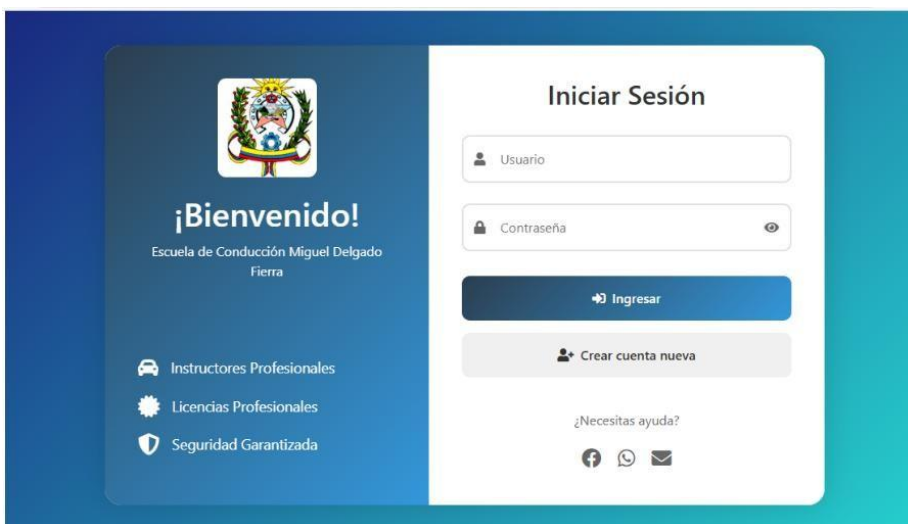 ¡Bienvenido!
Escuela de Conducción Miguel Delgado
Fierra
Instructores Profesionales
Licencias Profesionales
Seguridad Garantizada
Iniciar Sesión
Usuario
Contraseña
Ingresar
Crear cuenta nueva
¿Necesitas ayuda?